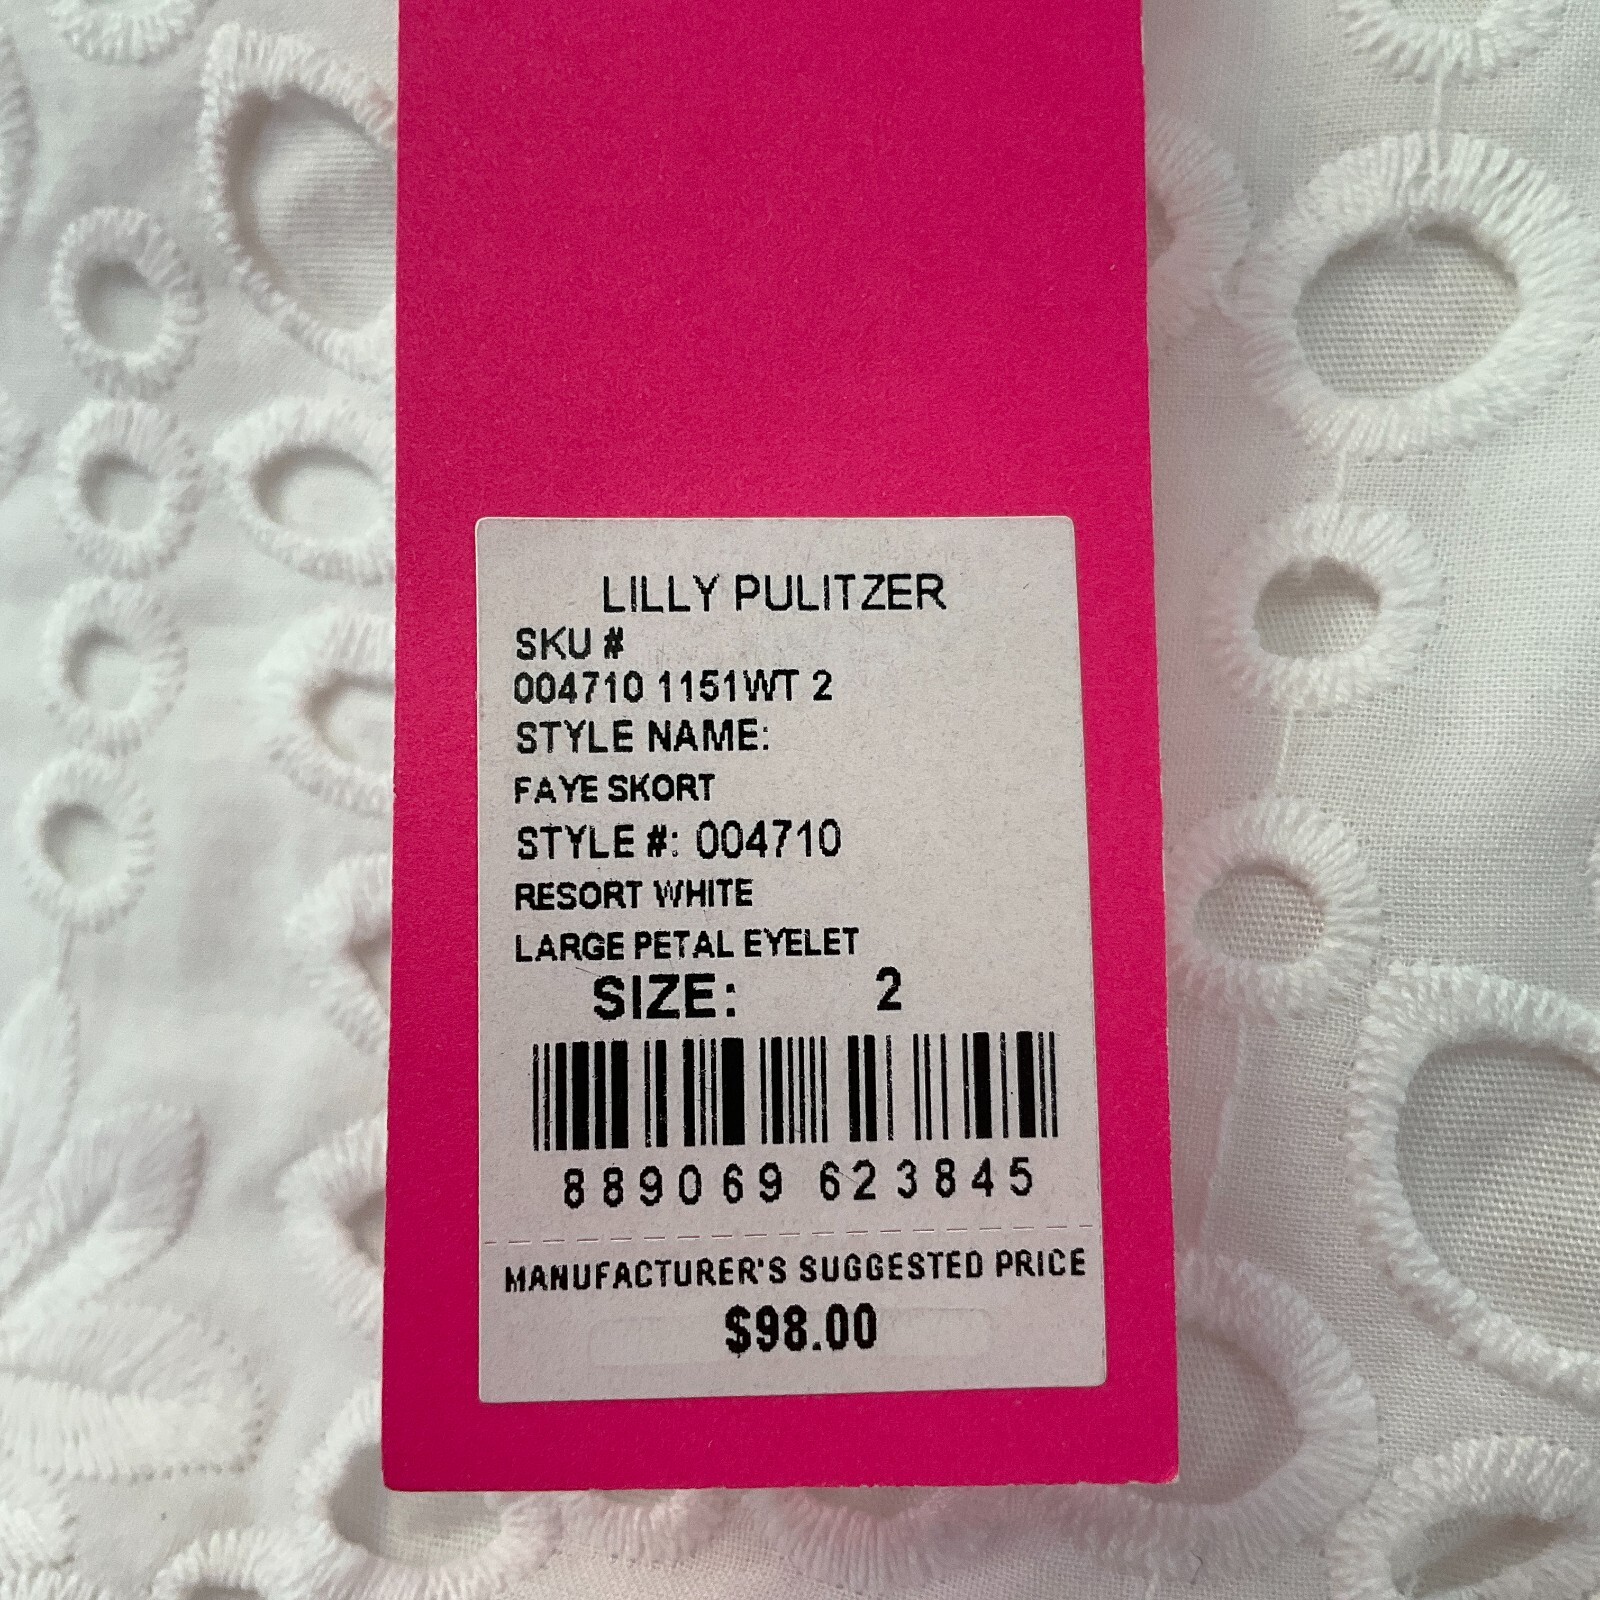 LILLY PULITZER
SKU #
004710 1151WT 2
STYLE NAME:
FAYE SKORT
STYLE #: 004710
RESORT WHITE
LARGE PETAL EYELET
SIZE: 2
889069 623845
MANUFACTURER'S SUGGESTED PRICE
$98.00